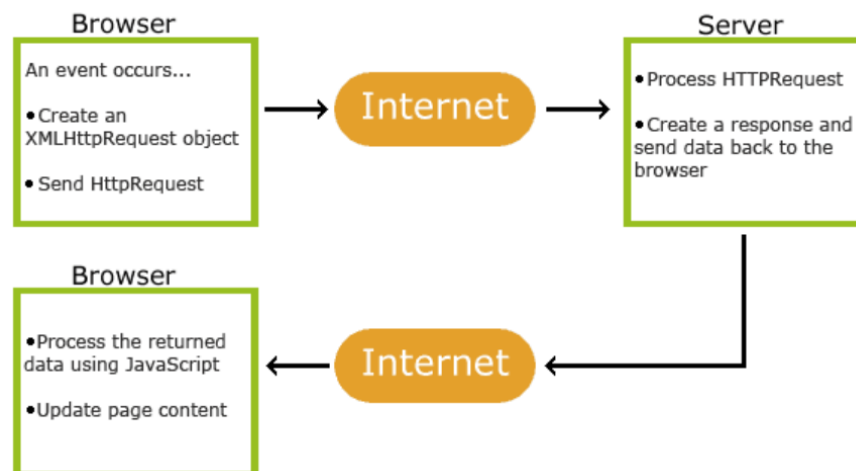 Browser
An event occurs...
•Create an
XMLHttpRequest object
• Send HttpRequest
Internet
Server
•Process HTTPRequest
•Create a response and
send data back to the
browser
Browser
•Process the returned
data using JavaScript
•Update page content
Internet